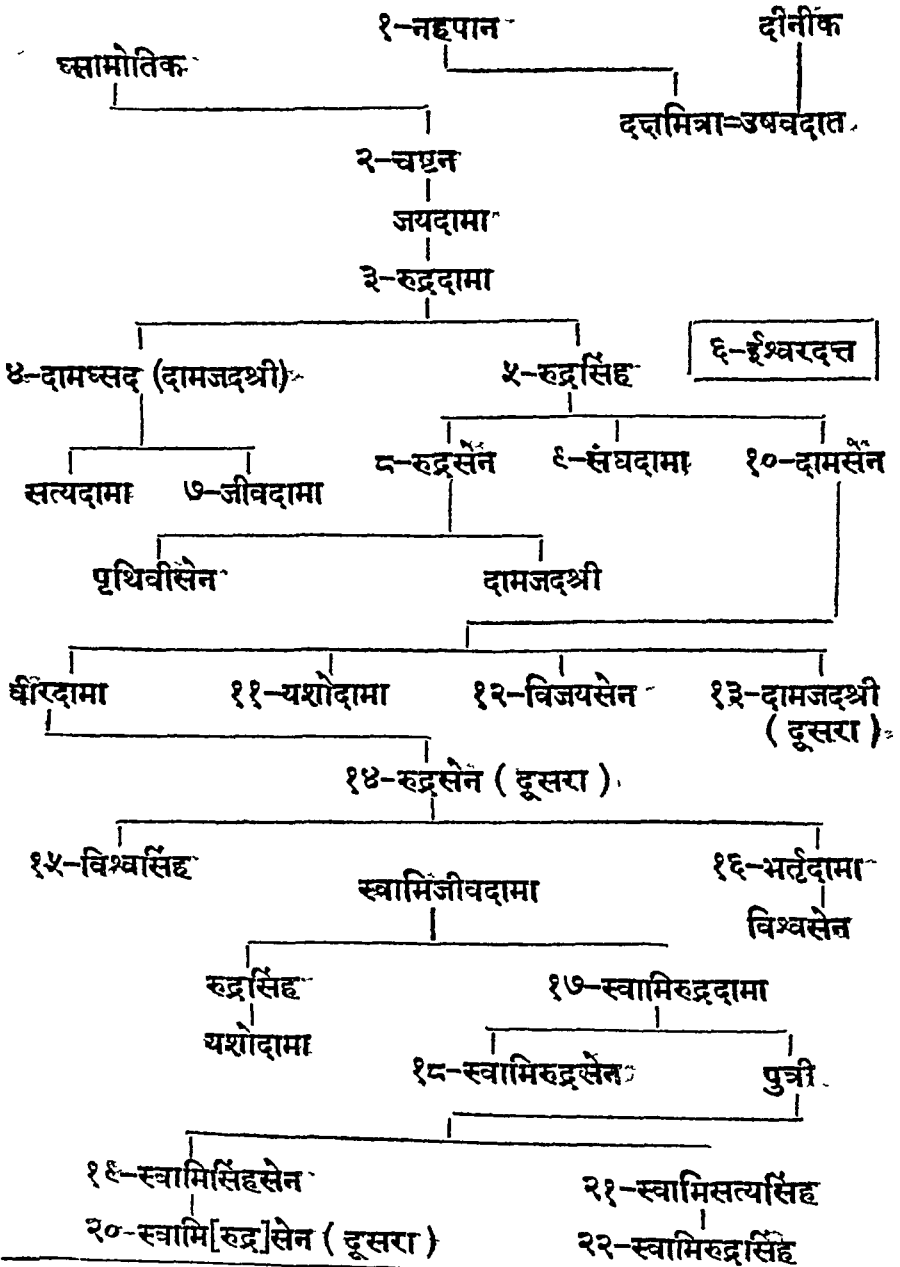 १-नहपान दीनीक
घ्सामोतिक
दत्तामित्रा=उषवदात
२-चष्टन
जयदामा
३-रुद्रदामा
६-ईश्वरदत्त
४-दामघ्सद (दामजदश्री) ५-रुद्रसिंह
८-रुद्रसेन ९-संघदामा १०-दामसेन
सत्यदामा ७-जीवदामा
पृथिवीसेन दामजदश्री
वीरदामा ११-यशोदामा १२-विजयसेन १३-दामजदश्री
(दूसरा)
१४-रुद्रसेन (दूसरा)
१५-विश्वसिंह १६-भर्तृदामा
स्वामिजीवदामा
विश्वसेन
रुद्रसिंह १७-स्वामिरुद्रदामा
यशोदामा
१८-स्वामिरुद्रसेन पुत्री
१९-स्वामिसिंहसेन २१-स्वामिसत्यसिंह
२०-स्वामि[रुद्र]सेन (दूसरा) २२-स्वामिरुद्रसिंह